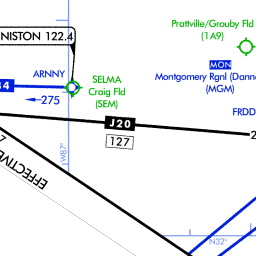 NISTON 122.4
Prattville/Grouby Fld
(1A9)
ARNNY
SELMA
Craig Fld
(SEM)
MON
Montgomery Rgnl (Danne
(MGM)
84
275
FRDD
J20
127
2
W87°
EFFECTIVE
N32°